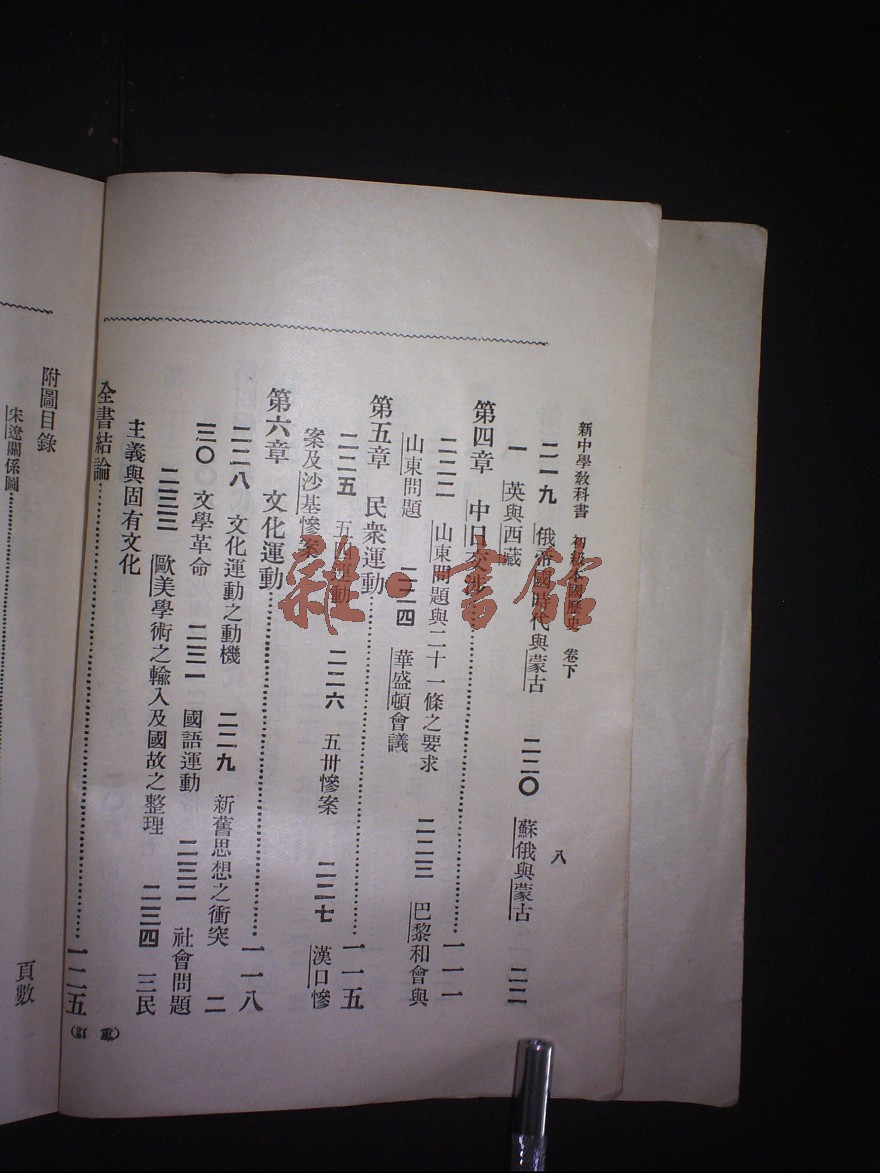 新中學教科書 初級本國歷史 卷下 八
二一九 俄帝國時代與蒙古 二二〇 蘇俄與蒙古 二二
一 英與西藏
第四章 中日交涉 一一一
二二二 山東問題與二十一條之要求 二二三 巴黎和會與
山東問題 二二四 華盛頓會議
第五章 民衆運動 一一五
二二五 五四運動 二二六 五卅慘案 二二七 漢口慘
案及沙基慘案
第六章 文化運動 一一八
二二八 文化運動之動機 二二九 新舊思想之衝突 二
三〇 文學革命 二三一 國語運動 二三二 社會問題
二三三 歐美學術之輸入及國故之整理 二三四 三民
主義與固有文化
全書結論 一二五
(重訂)
附圖目錄 頁數
宋遼關係圖
雜·書館